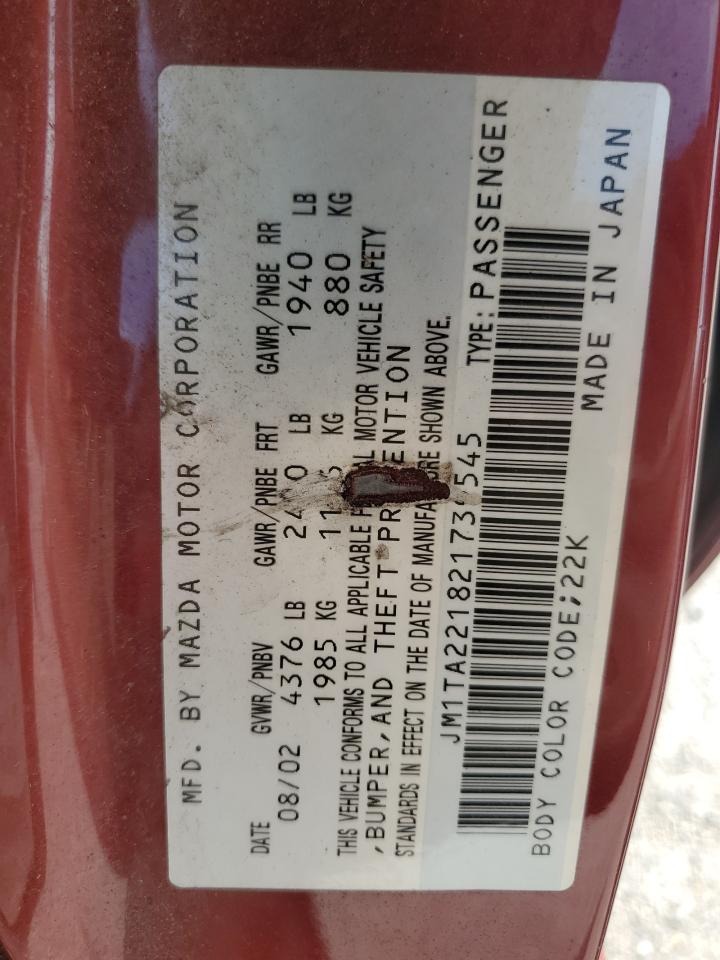 MFD. BY MAZDA MOTOR CORPORATION
DATE GVWR/PNBV GAWR/PNBE FRT GAWR/PNBE RR
08/02 4376 LB LB 1940 LB
1985 KG KG 880 KG
THIS VEHICLE CONFORMS TO ALL APPLICABLE MOTOR VEHICLE SAFETY
,BUMPER,AND THEFT
STANDARDS IN EFFECT ON THE DATE OF SHOWN ABOVE.
TYPE: PASSENGER
BODY COLOR CODE;22K MADE IN JAPAN